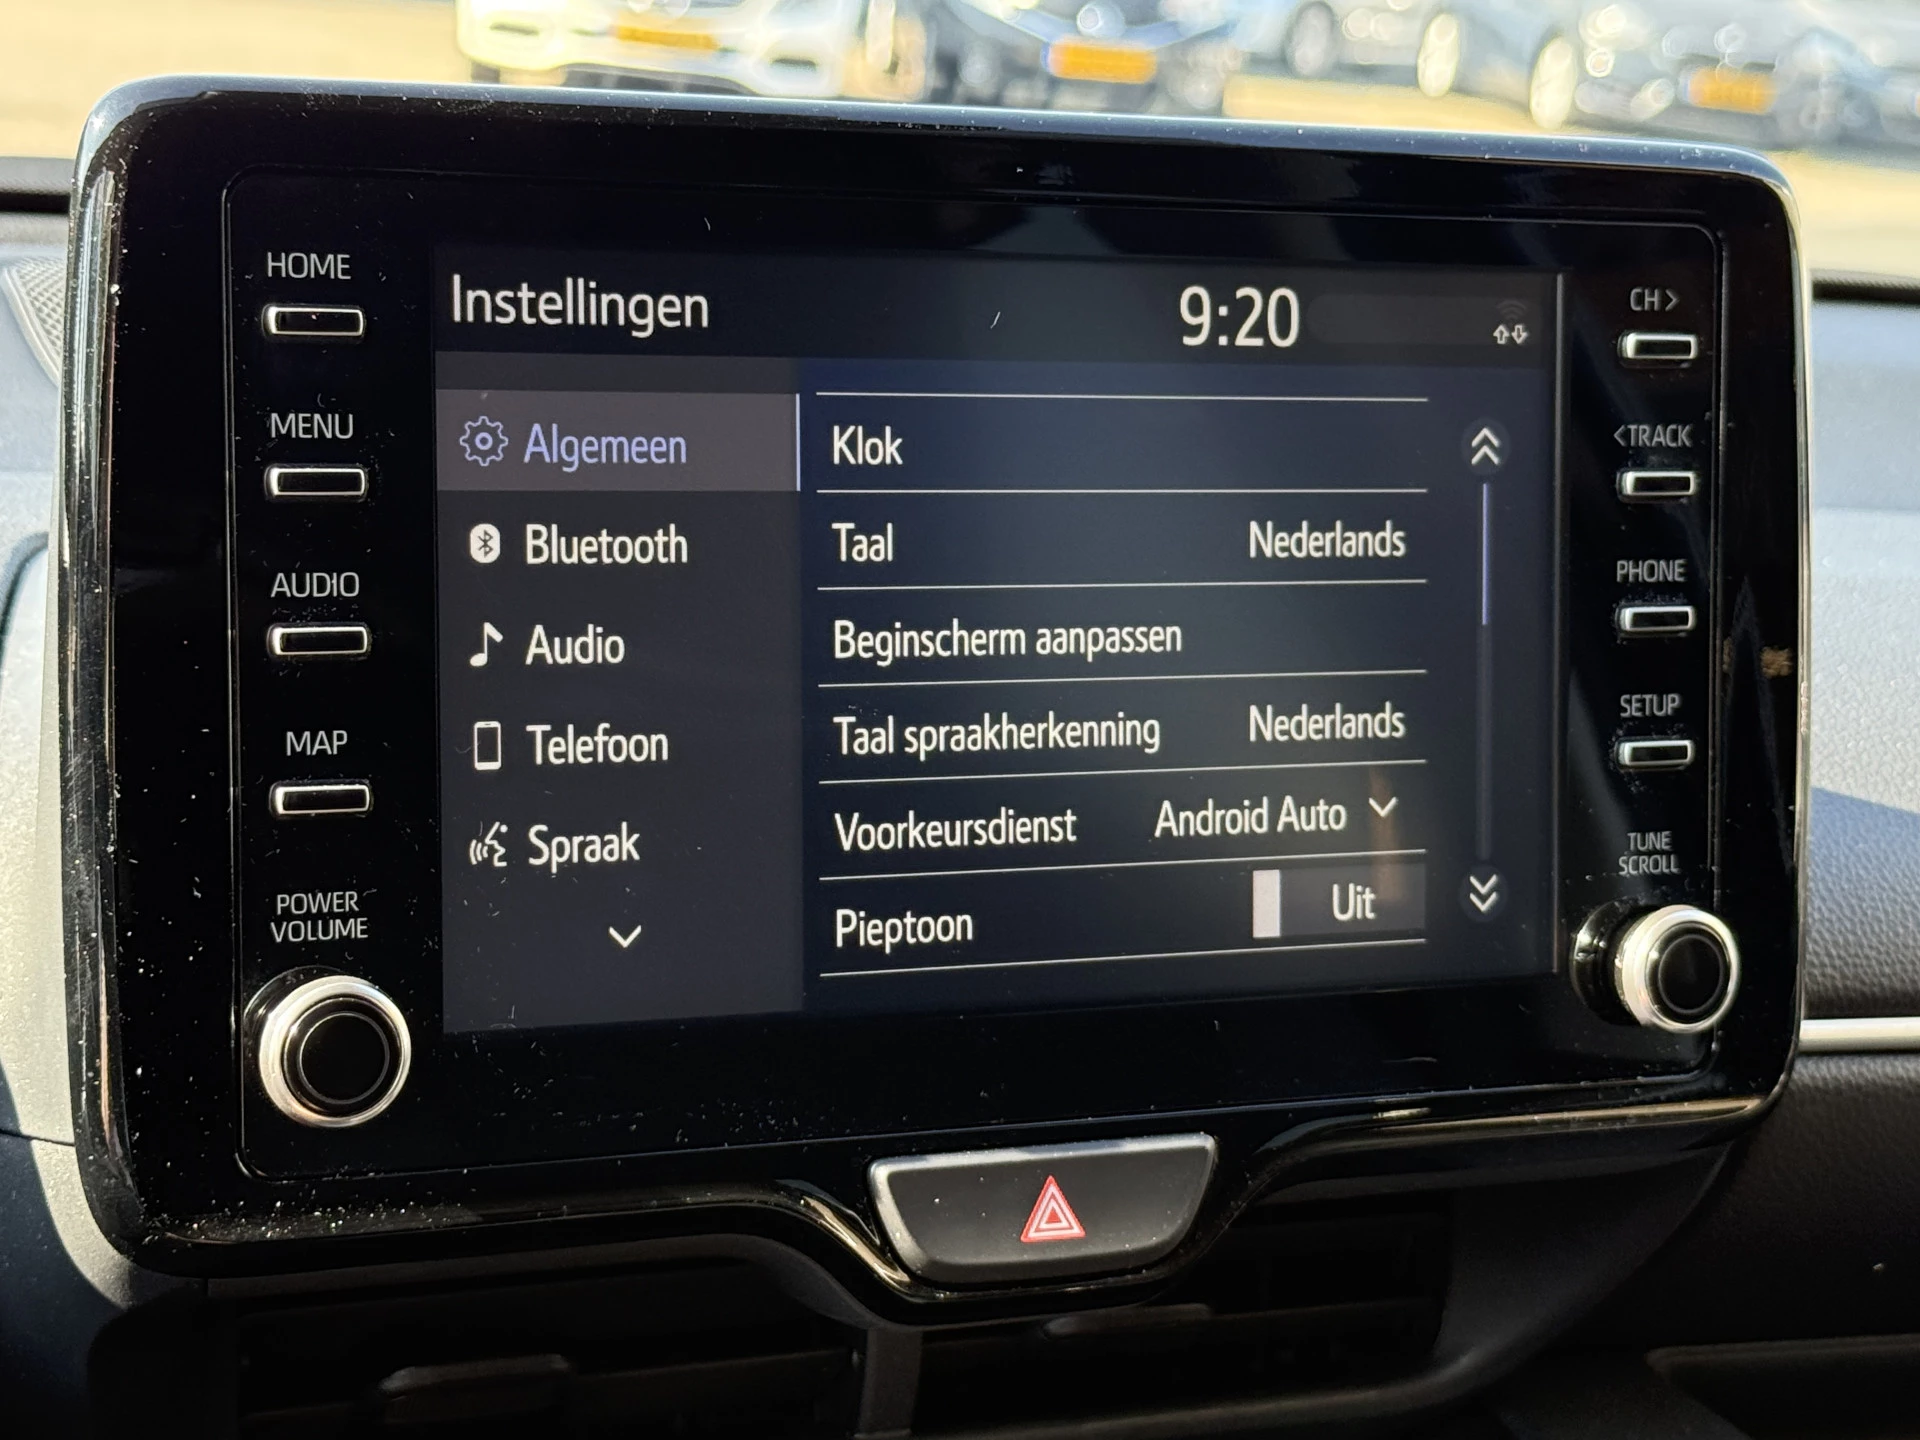 HOME
MENU
AUDIO
MAP
POWER
VOLUME
Instellingen
9:20
Algemeen
Bluetooth
Audio
Telefoon
Spraak
Klok
Taal Nederlands
Beginscherm aanpassen
Taal spraakherkenning Nederlands
Voorkeursdienst Android Auto
Pieptoon Uit
CH>
<TRACK
PHONE
SETUP
TUNE
SCROLL